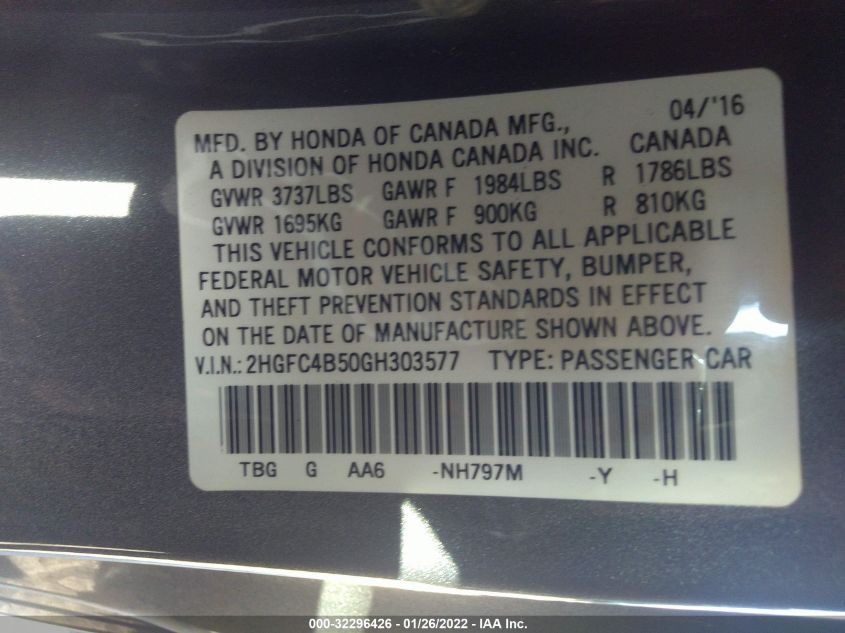 04/'16
MFD. BY HONDA OF CANADA MFG.,
A DIVISION OF HONDA CANADA INC. CANADA
GVWR 3737LBS GAWR F 1984LBS R 1786LBS
GVWR 1695KG GAWR F 900KG R 810KG
THIS VEHICLE CONFORMS TO ALL APPLICABLE
FEDERAL MOTOR VEHICLE SAFETY, BUMPER,
AND THEFT PREVENTION STANDARDS IN EFFECT
ON THE DATE OF MANUFACTURE SHOWN ABOVE.
V.I.N.: 2HGFC4B50GH303577 TYPE: PASSENGER CAR
TBG G AA6 -NH797M -Y -H
000-32296426 - 01/26/2022 - IAA Inc.